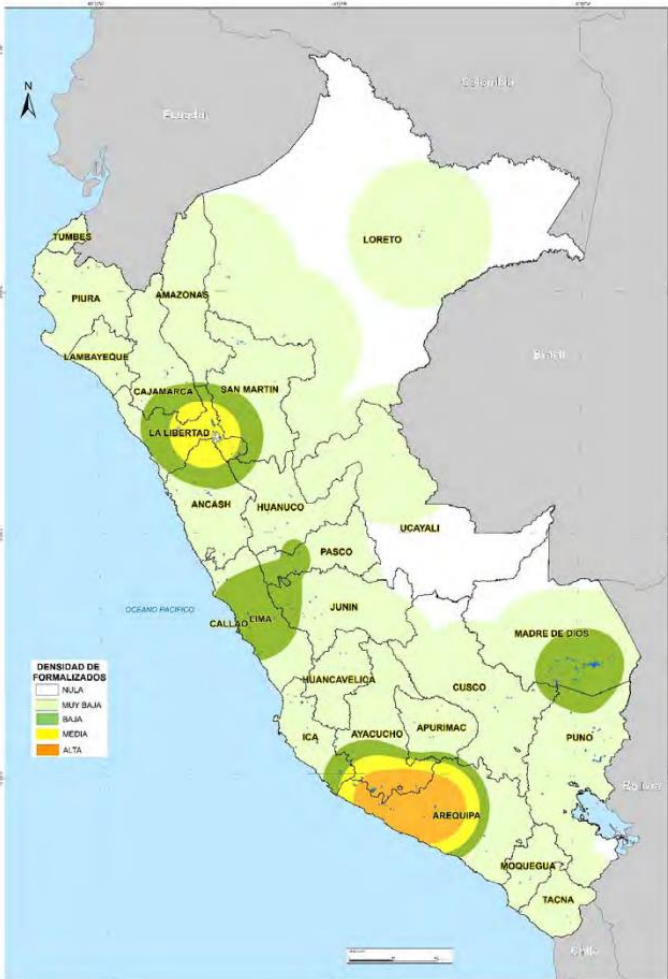 N
Ecuador
Colombia
TUMBES
LORETO
PIURA
AMAZONAS
LAMBAYEQUE
Brasil
CAJAMARCA
SAN MARTIN
LA LIBERTAD
ANCASH
HUANUCO
UCAYALI
PASCO
OCEANO PACIFICO
CALLAO
LIMA
JUNIN
MADRE DE DIOS
DENSIDAD DE
FORMALIZADOS
NULA
MUY BAJA
BAJA
MEDIA
ALTA
HUANCAVELICA
CUSCO
ICA
AYACUCHO
APURIMAC
PUNO
Bolivia
AREQUIPA
MOQUEGUA
TACNA
Chile